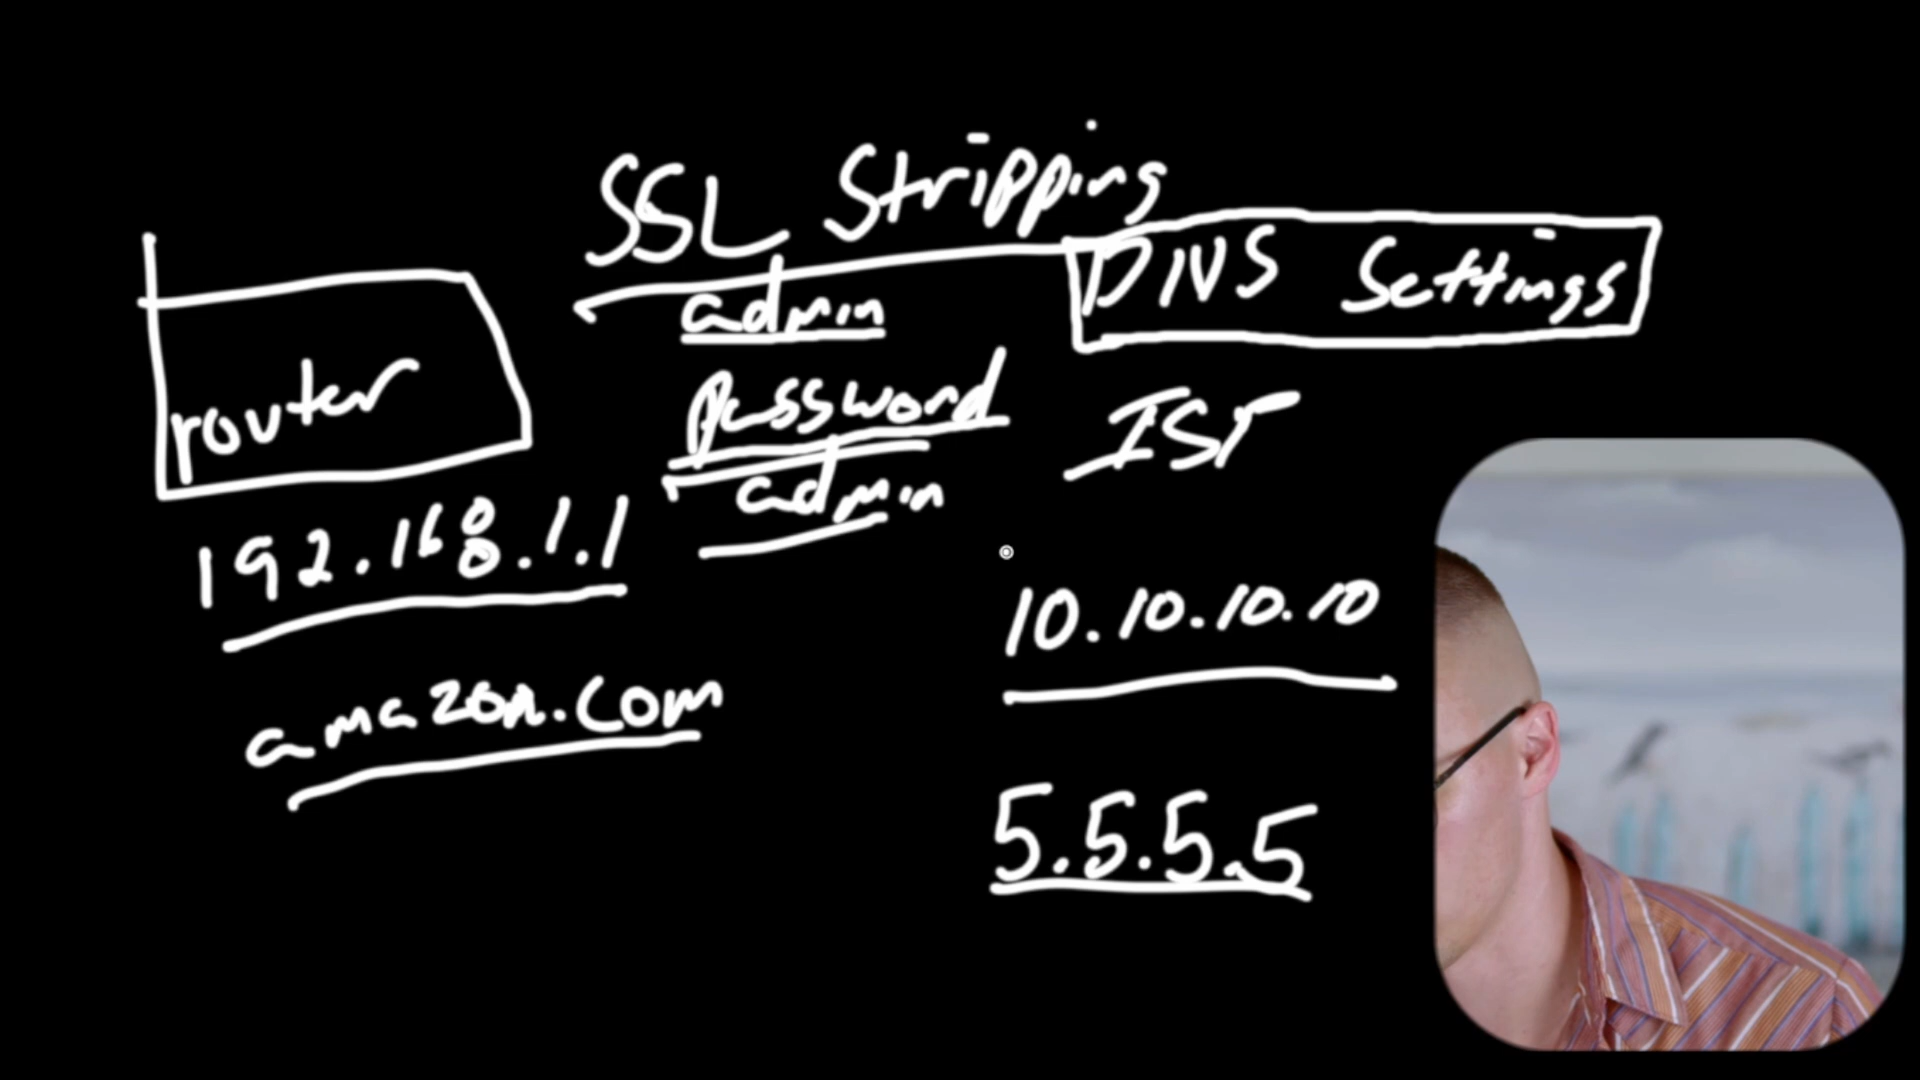 SSL Stripping
DNS Settings
admin
router
password
ISP
admin
192.168.1.1
10.10.10.10
amazon.com
5.5.5.5